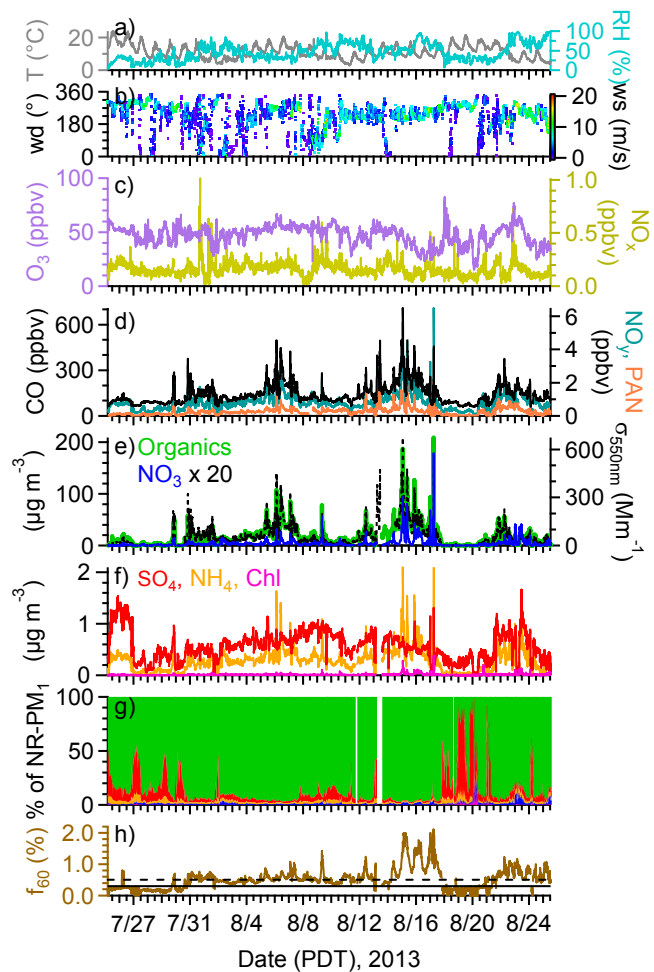 a)
T (°C)
20
0
100
50
0
RH (%)
b)
wd (°)
360
180
0
20
10
0
ws (m/s)
c)
O3 (ppbv)
100
50
0
1.0
0.5
0.0
NOx (ppbv)
d)
CO (ppbv)
600
300
0
6
4
2
0
NOy, PAN (ppbv)
e) Organics
NO3 x 20
(µg m⁻³)
200
100
0
600
300
0
σ550nm (Mm⁻¹)
f) SO4, NH4, Chl
(µg m⁻³)
2
1
0
g)
% of NR-PM1
100
50
0
h)
f60 (%)
2.0
1.0
0.0
7/27 7/31 8/4 8/8 8/12 8/16 8/20 8/24
Date (PDT), 2013